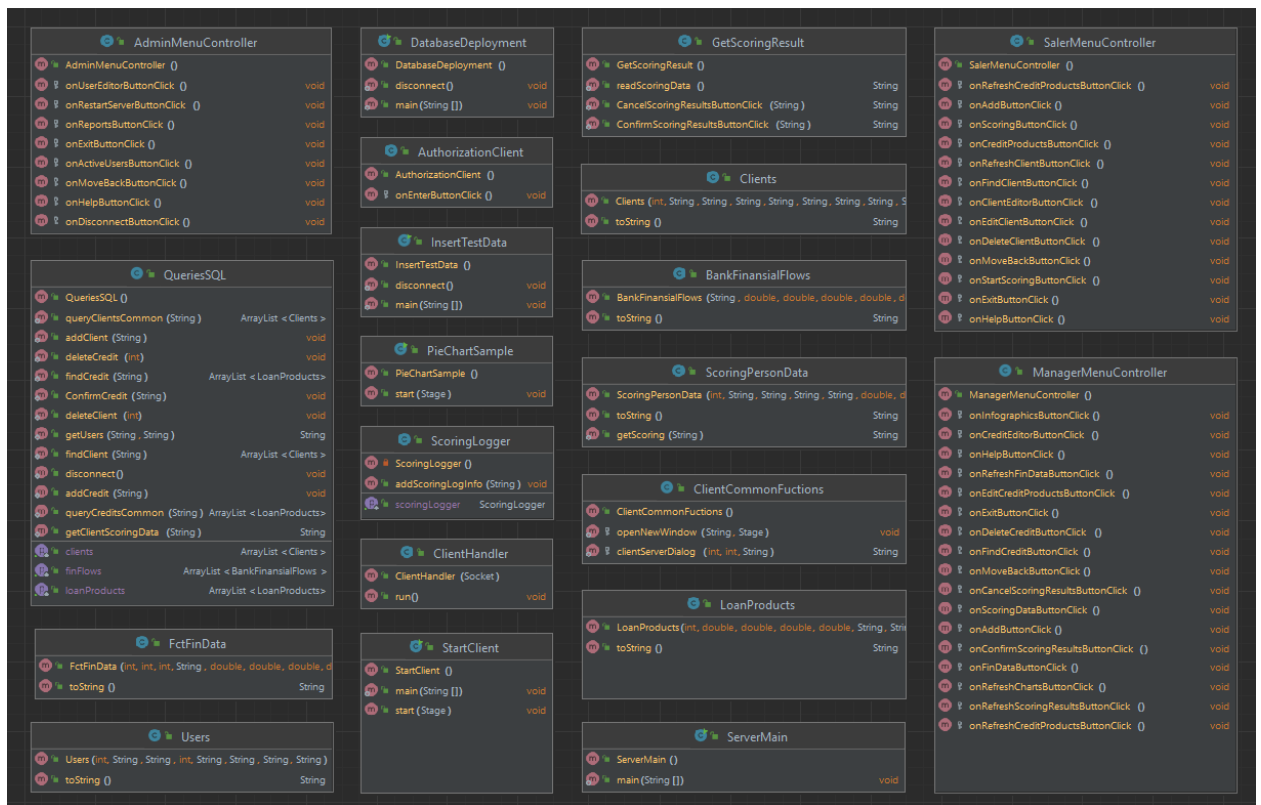 AdminMenuController
AdminMenuController ()
onUserEditorButtonClick () void
onRestartServerButtonClick () void
onReportsButtonClick () void
onExitButtonClick () void
onActiveUsersButtonClick () void
onMoveBackButtonClick () void
onHelpButtonClick () void
onDisconnectButtonClick () void
QueriesSQL
QueriesSQL ()
queryClientsCommon (String) ArrayList <Clients>
addClient (String) void
deleteCredit (int) void
findCredit (String) ArrayList <LoanProducts>
ConfirmCredit (String) void
deleteClient (int) void
getUsers (String, String) String
findClient (String) ArrayList <Clients>
disconnect() void
addCredit (String) void
queryCreditsCommon (String) ArrayList <LoanProducts>
getClientScoringData (String) String
clients ArrayList <Clients>
finFlows ArrayList <BankFinansialFlows>
loanProducts ArrayList <LoanProducts>
FctFinData
FctFinData (int, int, int, String, double, double, double, d
toString () String
Users
Users (int, String, String, int, String, String, String, String)
toString () String
DatabaseDeployment
DatabaseDeployment ()
disconnect() void
main (String []) void
AuthorizationClient
AuthorizationClient ()
onEnterButtonClick () void
InsertTestData
InsertTestData ()
disconnect() void
main (String []) void
PieChartSample
PieChartSample ()
start (Stage) void
ScoringLogger
ScoringLogger ()
addScoringLogInfo (String) void
scoringLogger ScoringLogger
ClientHandler
ClientHandler (Socket)
run() void
StartClient
StartClient ()
main (String []) void
start (Stage) void
GetScoringResult
GetScoringResult ()
readScoringData () String
CancelScoringResultsButtonClick (String) String
ConfirmScoringResultsButtonClick (String) String
Clients
Clients (int, String, String, String, String, String, String, String, S
toString () String
BankFinansialFlows
BankFinansialFlows (String, double, double, double, double, d
toString () String
ScoringPersonData
ScoringPersonData (int, String, String, String, String, double, d
toString () String
getScoring (String) String
ClientCommonFuctions
ClientCommonFuctions ()
openNewWindow (String, Stage) void
clientServerDialog (int, int, String) String
LoanProducts
LoanProducts (int, double, double, double, double, String, Stri
toString () String
ServerMain
ServerMain ()
main (String []) void
SalerMenuController
SalerMenuController ()
onRefreshCreditProductsButtonClick () void
onAddButtonClick () void
onScoringButtonClick () void
onCreditProductsButtonClick () void
onRefreshClientButtonClick () void
onFindClientButtonClick () void
onClientEditorButtonClick () void
onEditClientButtonClick () void
onDeleteClientButtonClick () void
onMoveBackButtonClick () void
onStartScoringButtonClick () void
onExitButtonClick () void
onHelpButtonClick () void
ManagerMenuController
ManagerMenuController ()
onInfographicsButtonClick () void
onCreditEditorButtonClick () void
onHelpButtonClick () void
onRefreshFinDataButtonClick () void
onEditCreditProductsButtonClick () void
onExitButtonClick () void
onDeleteCreditButtonClick () void
onFindCreditButtonClick () void
onMoveBackButtonClick () void
onCancelScoringResultsButtonClick () void
onScoringDataButtonClick () void
onAddButtonClick () void
onConfirmScoringResultsButtonClick () void
onFinDataButtonClick () void
onRefreshChartsButtonClick () void
onRefreshScoringResultsButtonClick () void
onRefreshCreditProductsButtonClick () void